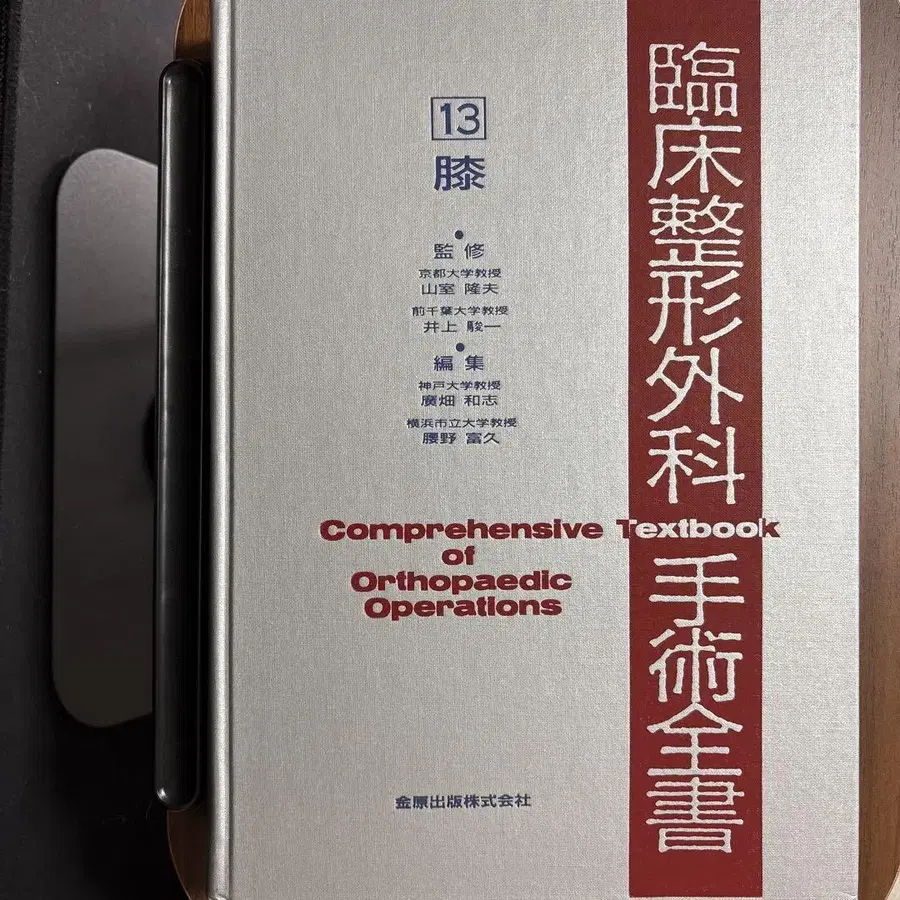 臨床整形外科手術全書
13
膝
監修
京都大学教授
山室 隆夫
前千葉大学教授
井上 駿一
編集
神戸大学教授
廣畑 和志
横浜市立大学教授
腰野 富久
Comprehensive Textbook
of
Orthopaedic
Operations
金原出版株式会社